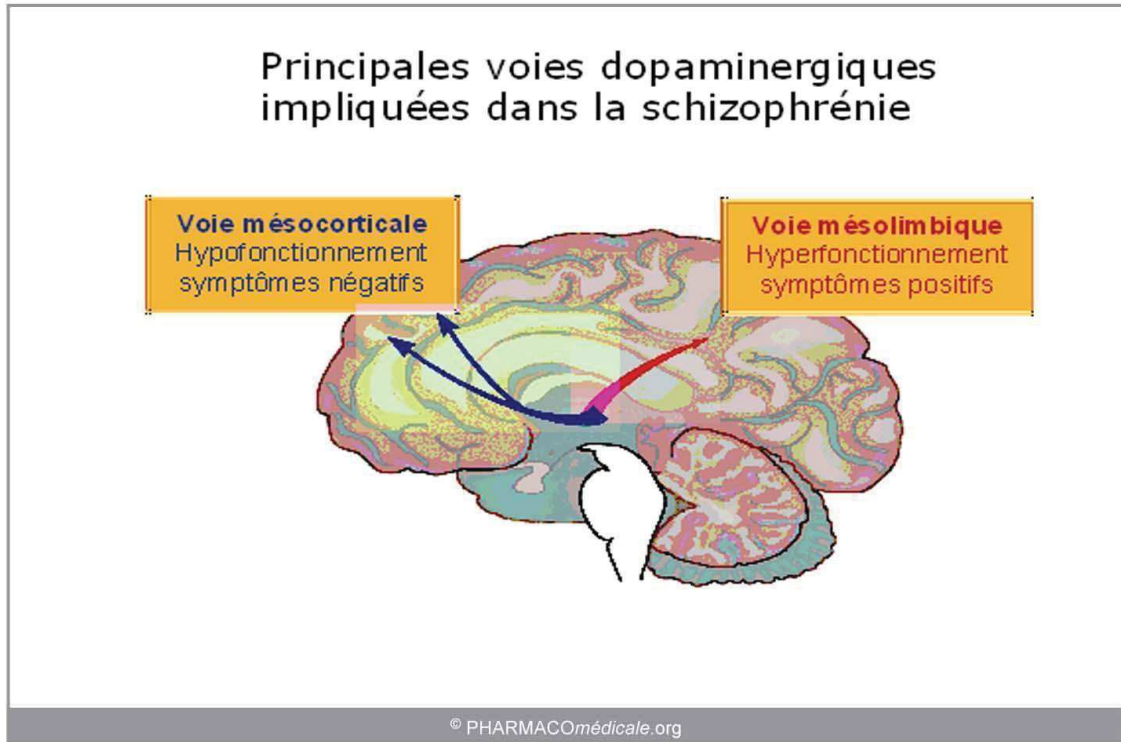 Principales voies dopaminergiques
impliquées dans la schizophrénie
Voie mésocorticale
Hypofonctionnement
symptômes négatifs
Voie mésolimbique
Hyperfonctionnement
symptômes positifs
© PHARMACOmédicale.org